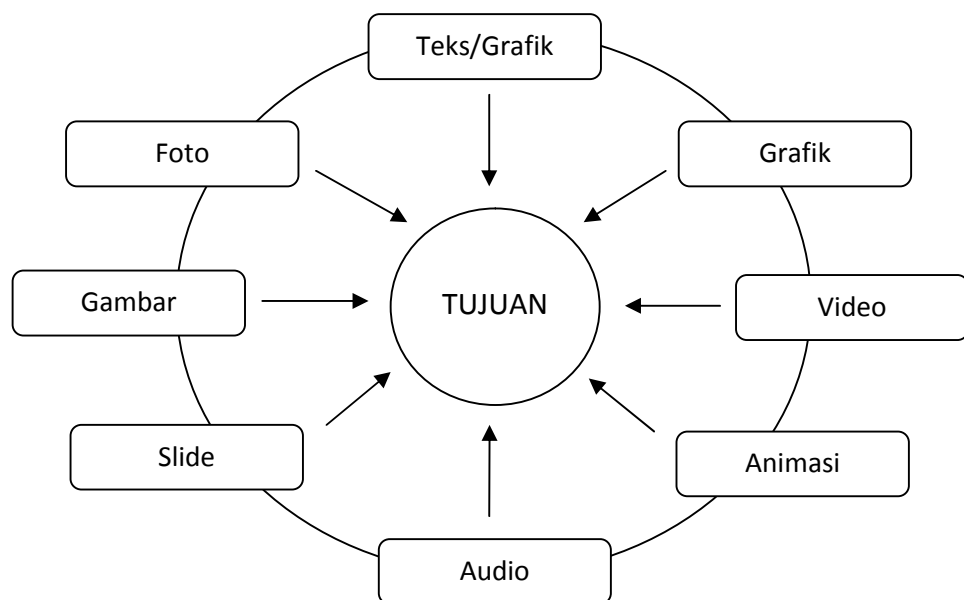 Teks/Grafik
Foto
Grafik
Gambar
TUJUAN
Video
Slide
Animasi
Audio